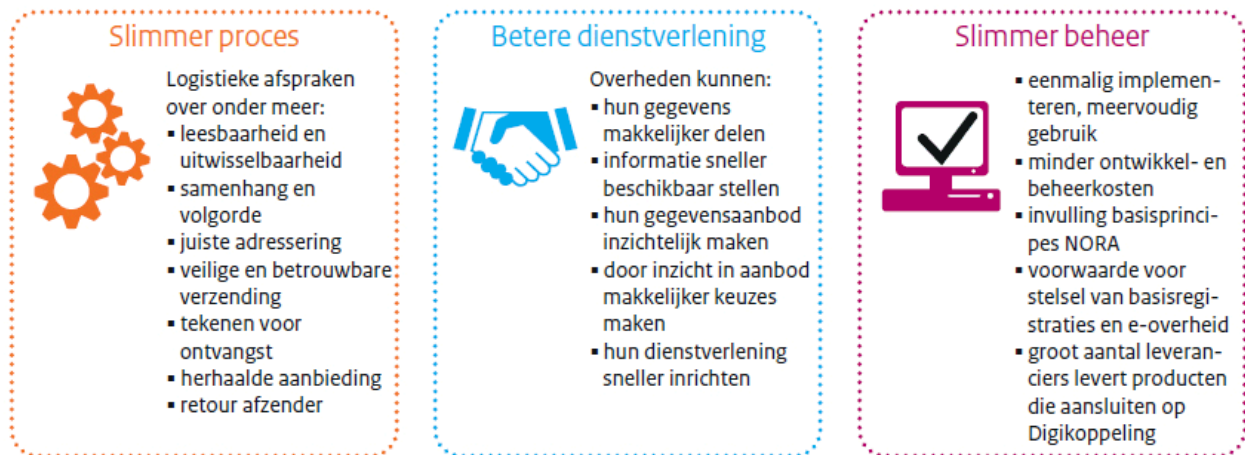 Slimmer proces
Logistieke afspraken
over onder meer:
▪ leesbaarheid en
uitwisselbaarheid
▪ samenhang en
volgorde
▪ juiste adressering
▪ veilige en betrouwbare
verzending
▪ tekenen voor
ontvangst
▪ herhaalde aanbieding
▪ retour afzender
Betere dienstverlening
Overheden kunnen:
▪ hun gegevens
makkelijker delen
▪ informatie sneller
beschikbaar stellen
▪ hun gegevensaanbod
inzichtelijk maken
▪ door inzicht in aanbod
makkelijker keuzes
maken
▪ hun dienstverlening
sneller inrichten
Slimmer beheer
▪ eenmalig implemen-
teren, meervoudig
gebruik
▪ minder ontwikkel- en
beheerkosten
▪ invulling basisprinci-
pes NORA
▪ voorwaarde voor
stelsel van basisregi-
straties en e-overheid
▪ groot aantal leveran-
ciers levert producten
die aansluiten op
Digikoppeling